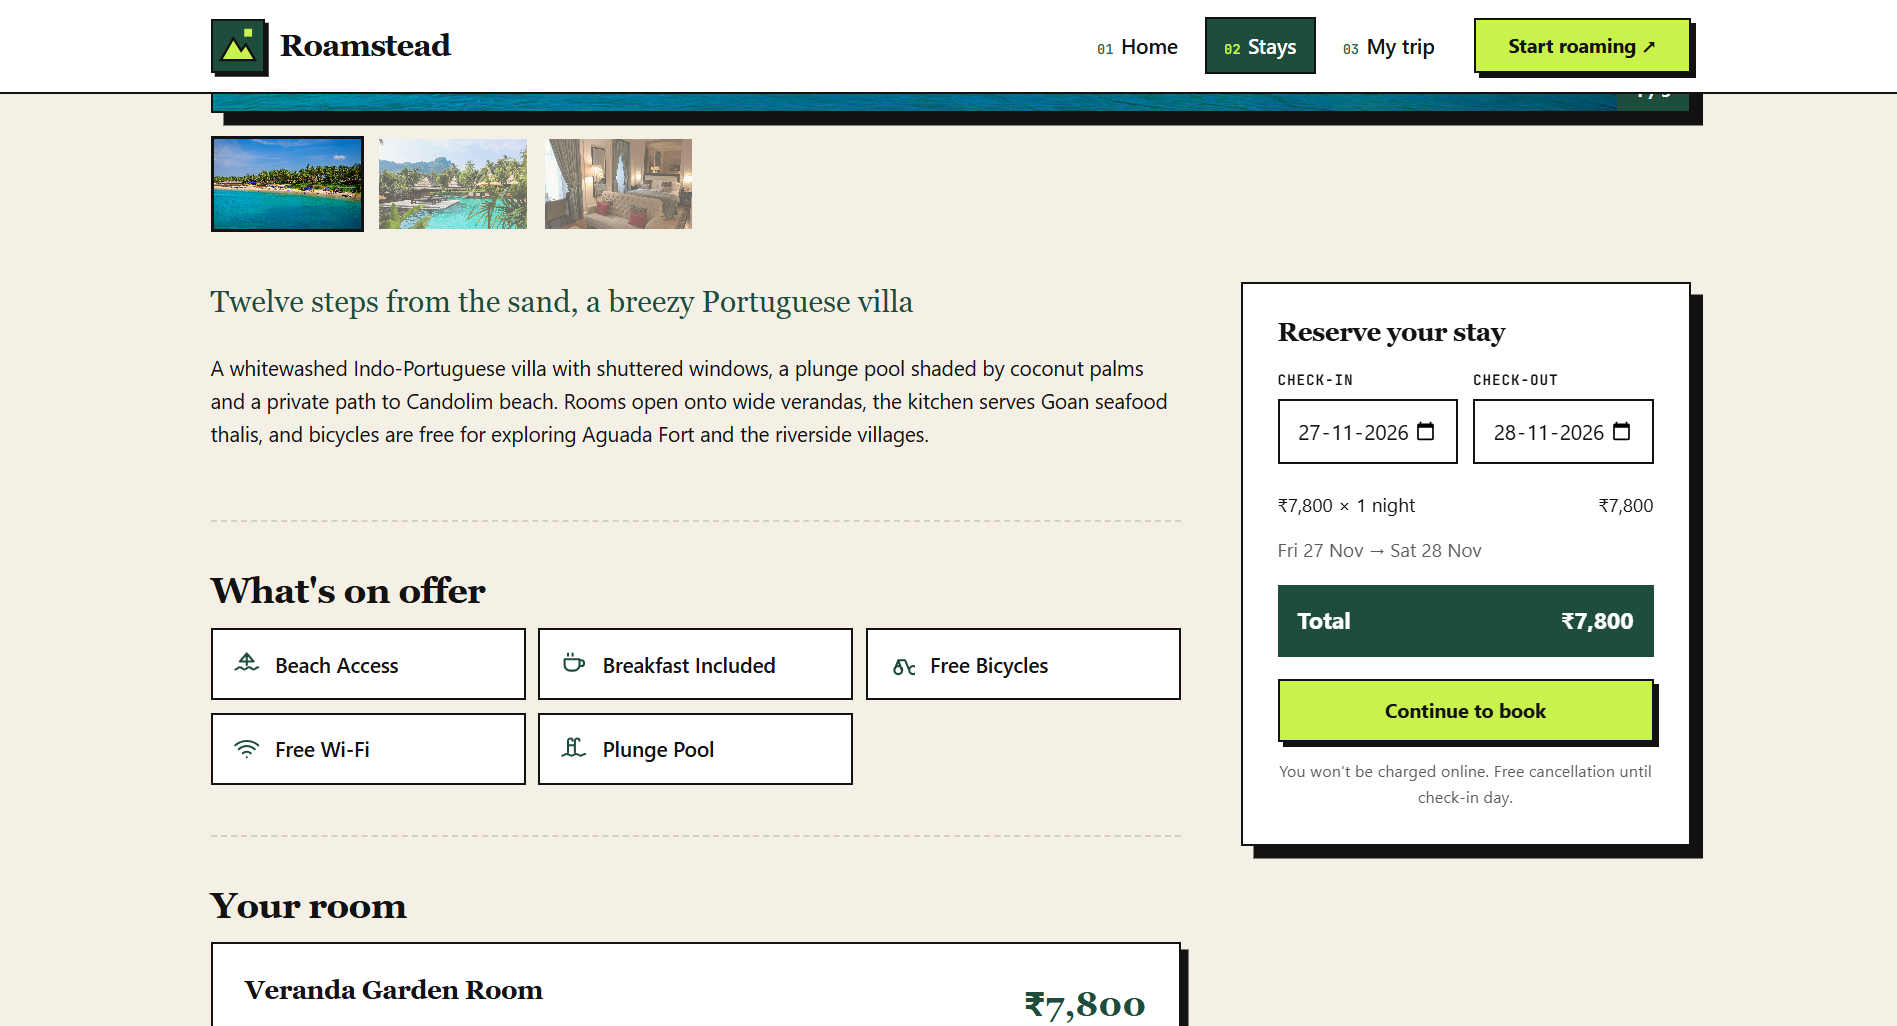 Roamstead
01 Home
02 Stays
03 My trip
Start roaming ↗
Twelve steps from the sand, a breezy Portuguese villa
A whitewashed Indo-Portuguese villa with shuttered windows, a plunge pool shaded by coconut palms
and a private path to Candolim beach. Rooms open onto wide verandas, the kitchen serves Goan seafood
thalis, and bicycles are free for exploring Aguada Fort and the riverside villages.
What's on offer
Beach Access
Breakfast Included
Free Bicycles
Free Wi-Fi
Plunge Pool
Your room
Veranda Garden Room
₹7,800
Reserve your stay
CHECK-IN
CHECK-OUT
27-11-2026
28-11-2026
₹7,800 × 1 night
₹7,800
Fri 27 Nov → Sat 28 Nov
Total
₹7,800
Continue to book
You won't be charged online. Free cancellation until
check-in day.